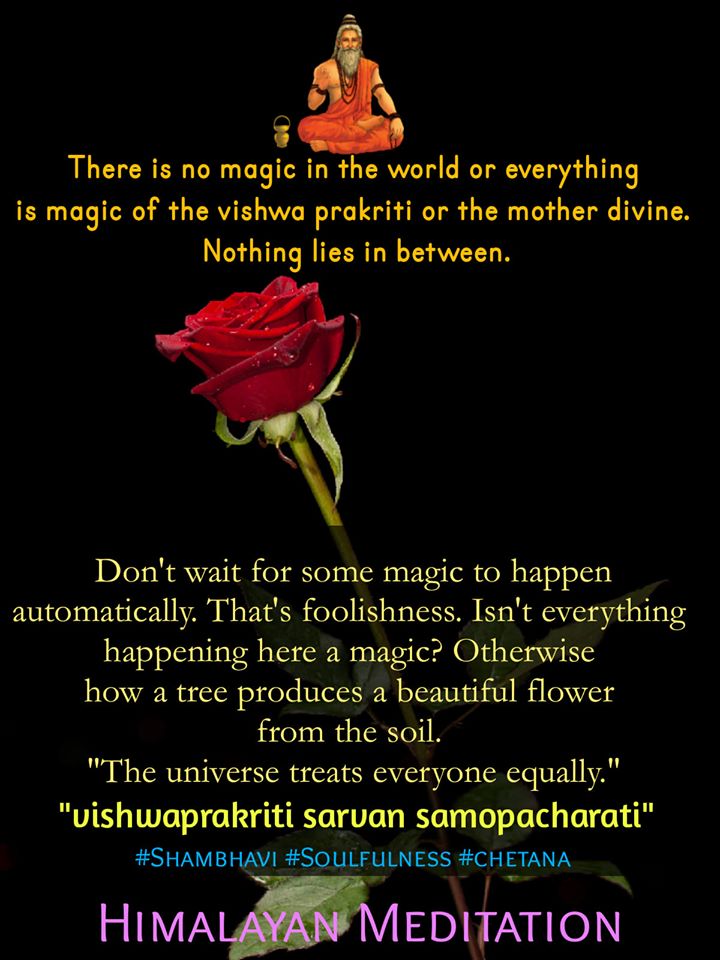 There is no magic in the world or everything
is magic of the vishwa prakriti or the mother divine.
Nothing lies in between.
Don't wait for some magic to happen
automatically. That's foolishness. Isn't everything
happening here a magic? Otherwise
how a tree produces a beautiful flower
from the soil.
"The universe treats everyone equally."
"vishwaprakriti sarvan samopacharati"
#Shambhavi #Soulfulness #chetana
Himalayan Meditation